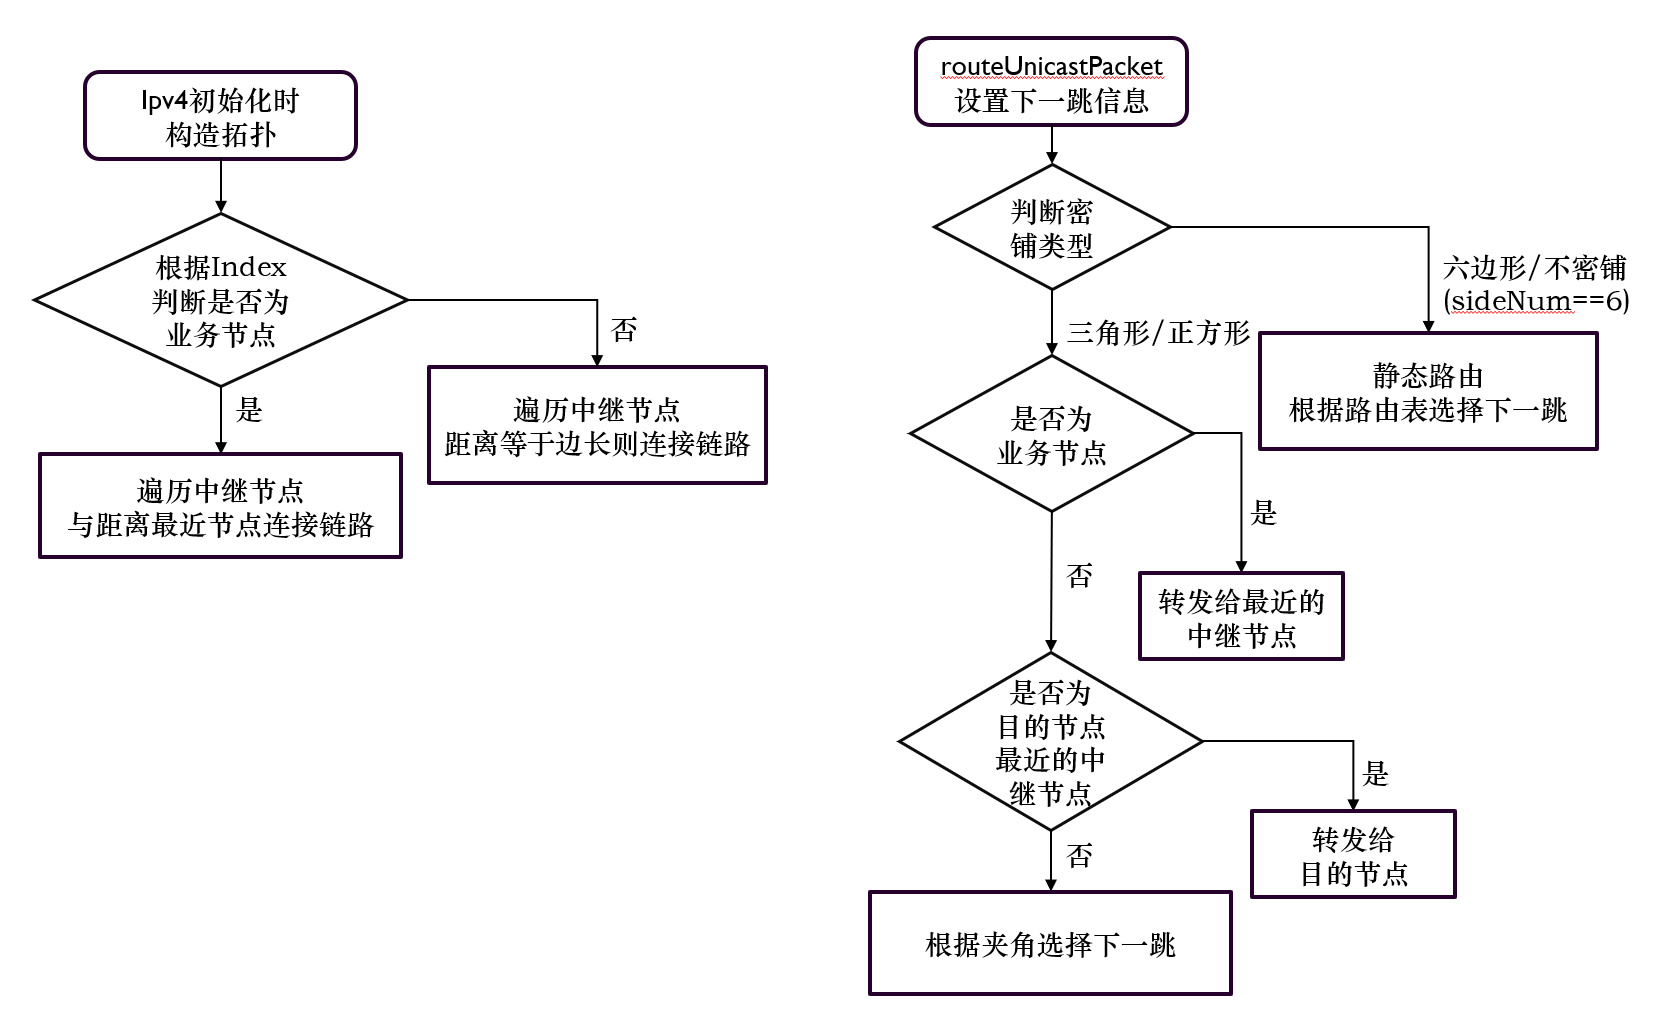 Ipv4初始化时
构造拓扑
根据Index
判断是否为
业务节点
否
是
遍历中继节点
距离等于边长则连接链路
遍历中继节点
与距离最近节点连接链路
routeUnicastPacket
设置下一跳信息
判断密
铺类型
六边形/不密铺
(sideNum==6)
三角形/正方形
静态路由
根据路由表选择下一跳
是否为
业务节点
是
否
转发给最近的
中继节点
是否为
目的节点
最近的中
继节点
是
否
转发给
目的节点
根据夹角选择下一跳